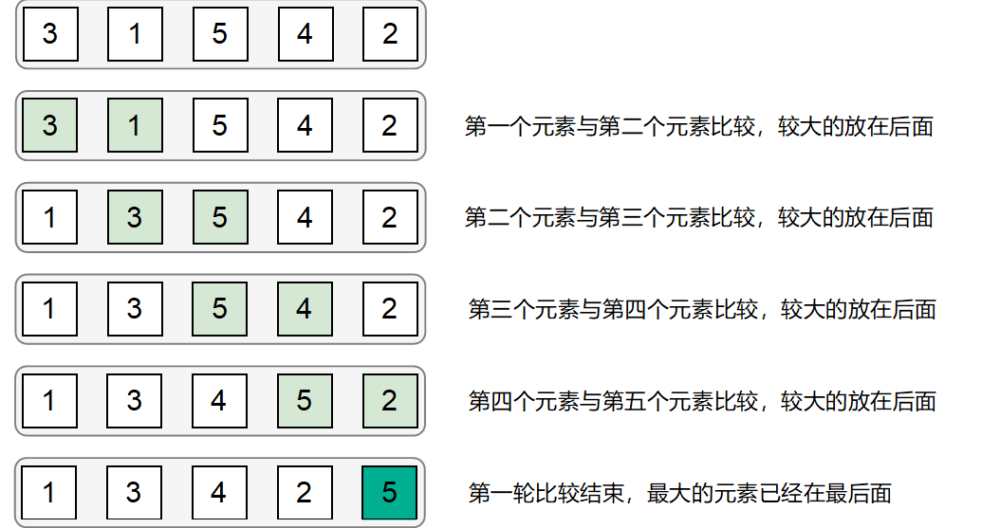 3 1 5 4 2
3 1 5 4 2 第一个元素与第二个元素比较，较大的放在后面
1 3 5 4 2 第二个元素与第三个元素比较，较大的放在后面
1 3 5 4 2 第三个元素与第四个元素比较，较大的放在后面
1 3 4 5 2 第四个元素与第五个元素比较，较大的放在后面
1 3 4 2 5 第一轮比较结束，最大的元素已经在最后面